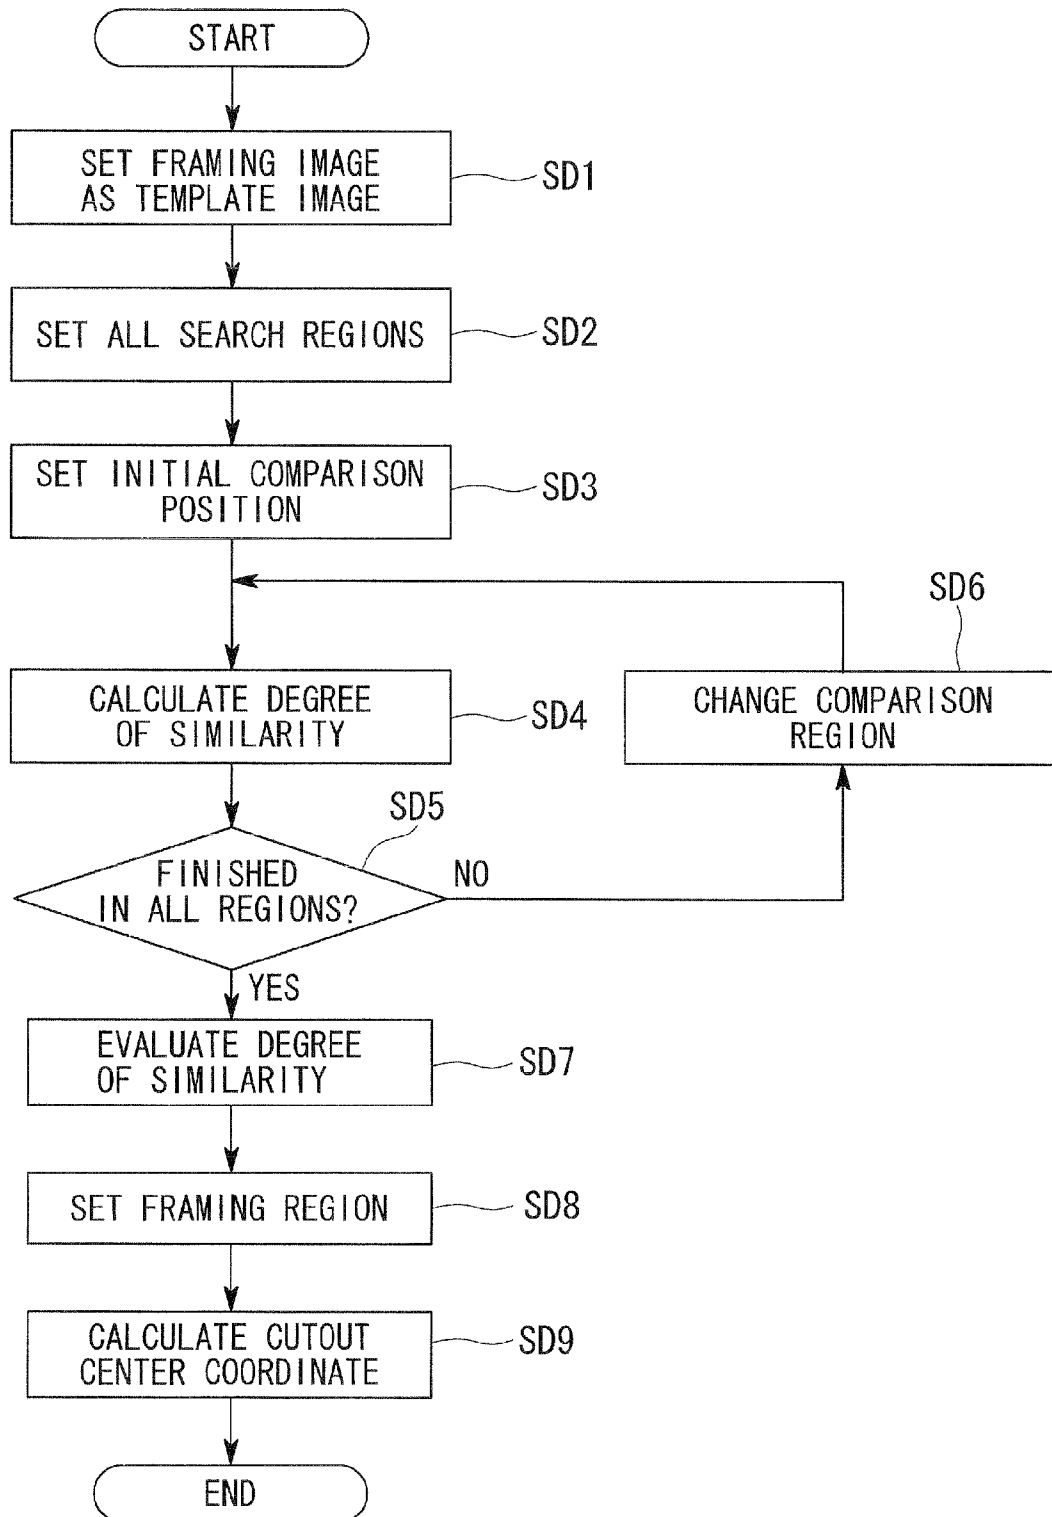 START
SET FRAMING IMAGE
AS TEMPLATE IMAGE
SD1
SET ALL SEARCH REGIONS
SD2
SET INITIAL COMPARISON
POSITION
SD3
SD6
CALCULATE DEGREE
OF SIMILARITY
SD4
CHANGE COMPARISON
REGION
SD5
FINISHED
IN ALL REGIONS?
NO
YES
EVALUATE DEGREE
OF SIMILARITY
SD7
SET FRAMING REGION
SD8
CALCULATE CUTOUT
CENTER COORDINATE
SD9
END